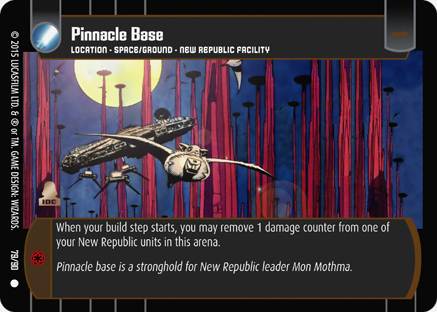 Pinnacle Base
LOCATION - SPACE/GROUND - NEW REPUBLIC FACILITY
IDC
When your build step starts, you may remove 1 damage counter from one of
your New Republic units in this arena.
Pinnacle base is a stronghold for New Republic leader Mon Mothma.
© 2015 LUCASFILM LTD. & ® or TM. GAME DESIGN: WIZARDS.
79/90